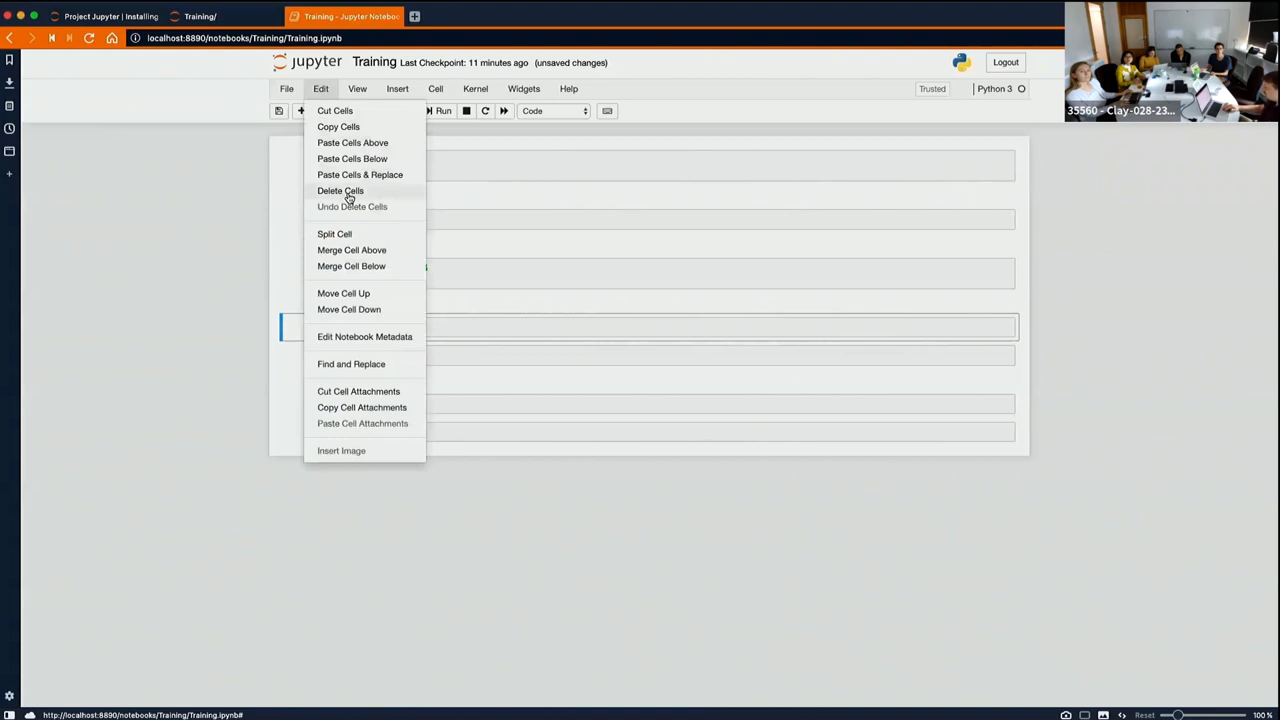 Project Jupyter | Installing
Training/
Training - Jupyter Noteboo
localhost:8890/notebooks/Training/Training.ipynb
jupyter Training Last Checkpoint: 11 minutes ago (unsaved changes)
Logout
File Edit View Insert Cell Kernel Widgets Help
Trusted
Python 3
Run
Code
Cut Cells
Copy Cells
Paste Cells Above
Paste Cells Below
Paste Cells & Replace
Delete Cells
Undo Delete Cells
Split Cell
Merge Cell Above
Merge Cell Below
Move Cell Up
Move Cell Down
Edit Notebook Metadata
Find and Replace
Cut Cell Attachments
Copy Cell Attachments
Paste Cell Attachments
Insert Image
35560 - Clay-028-23...
http://localhost:8890/notebooks/Training/Training.ipynb#
Reset
100 %